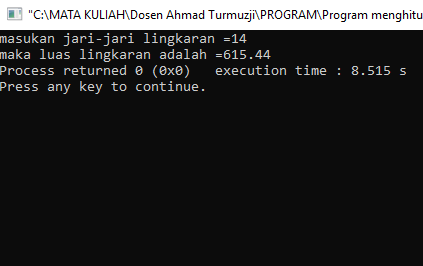 "C:\MATA KULIAH\Dosen Ahmad Turmuzji\PROGRAM\Program menghitu
masukan jari-jari lingkaran =14
maka luas lingkaran adalah =615.44
Process returned 0 (0x0)   execution time : 8.515 s
Press any key to continue.